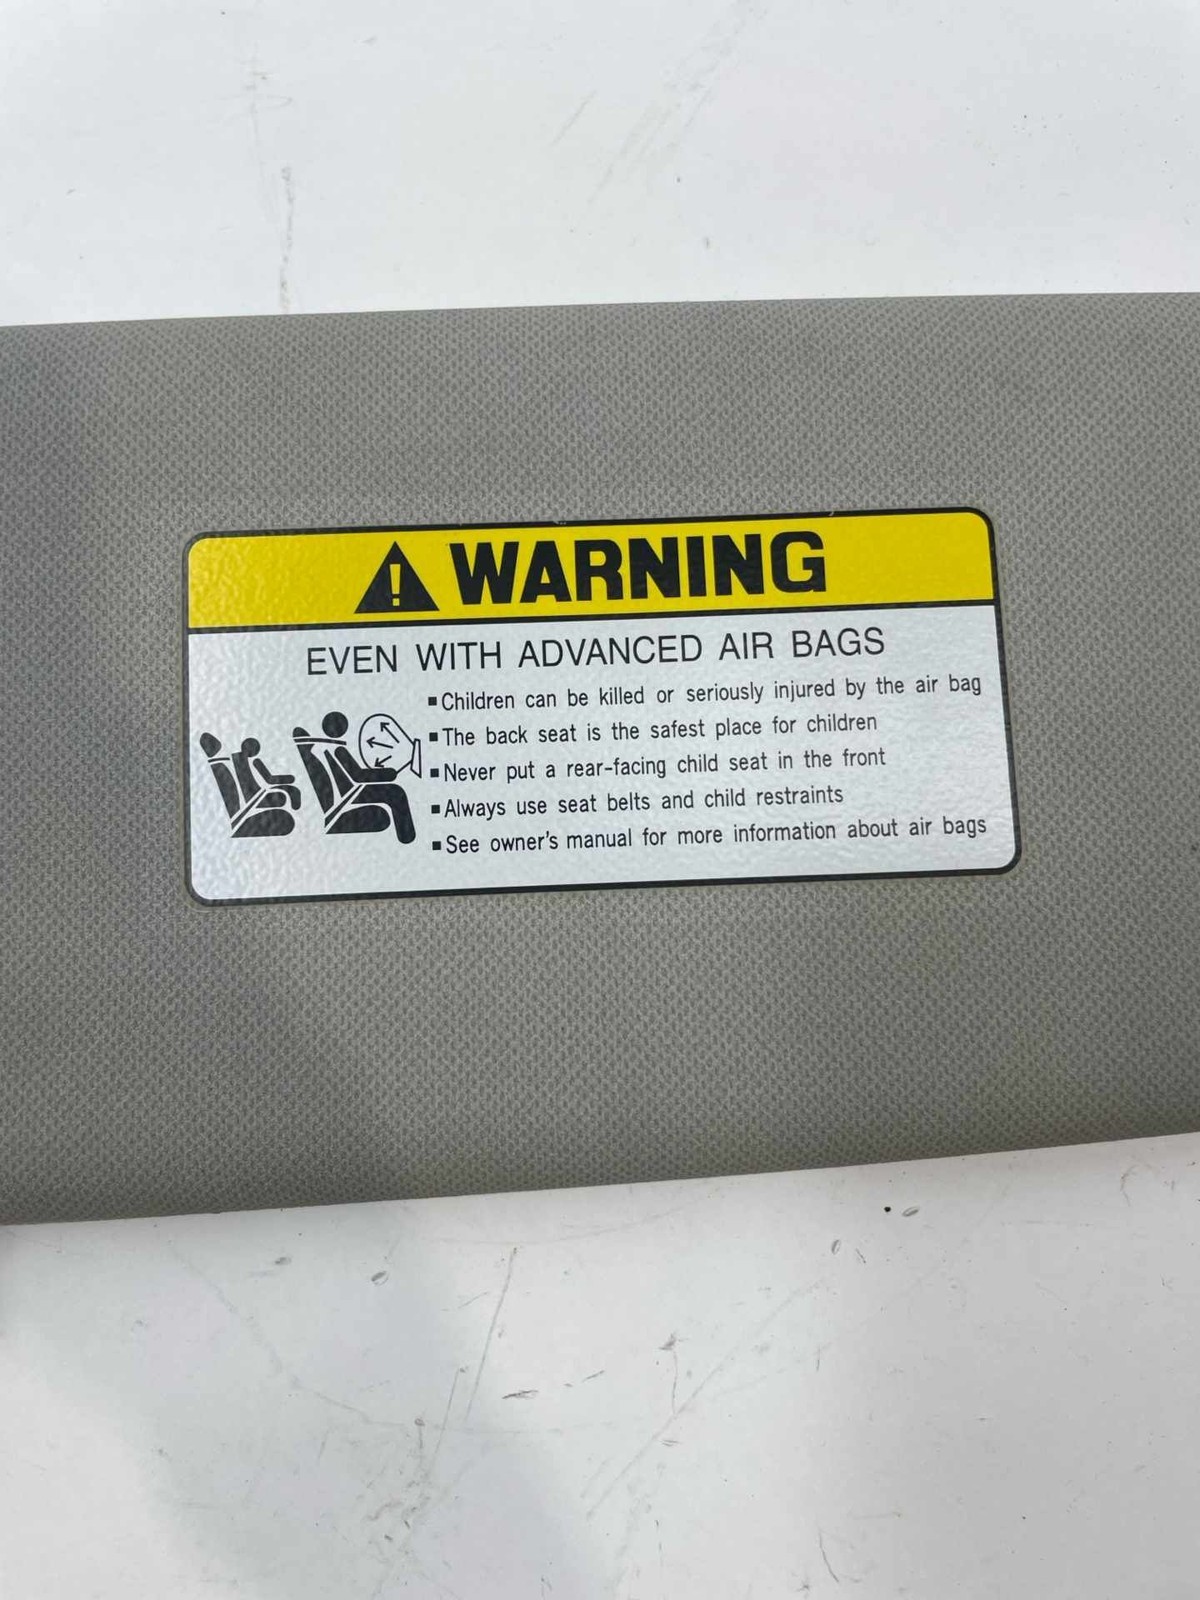 WARNING
EVEN WITH ADVANCED AIR BAGS
▪Children can be killed or seriously injured by the air bag
▪The back seat is the safest place for children
▪Never put a rear-facing child seat in the front
▪Always use seat belts and child restraints
▪See owner's manual for more information about air bags